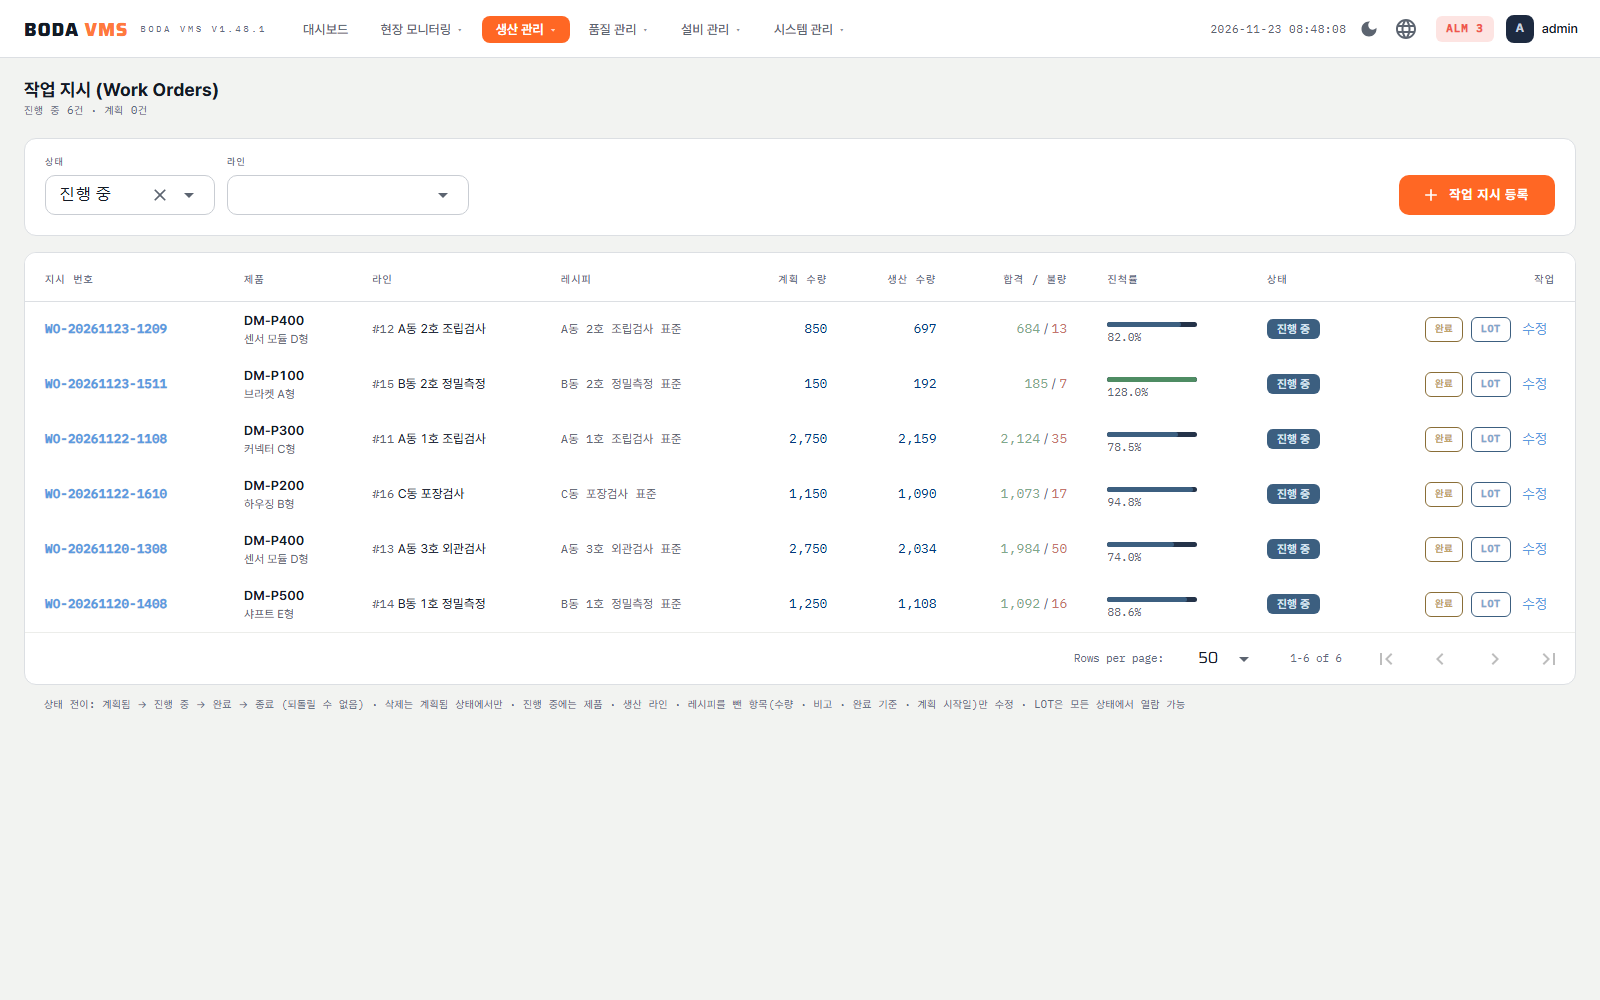 BODA VMS BODA VMS V1.48.1 대시보드 현장 모니터링 생산 관리 품질 관리 설비 관리 시스템 관리 2026-11-23 08:48:08 ALM 3 A admin
작업 지시 (Work Orders)
진행 중 6건 · 계획 0건
상태 라인
진행 중
작업 지시 등록
지시 번호 제품 라인 레시피 계획 수량 생산 수량 합격 / 불량 진척률 상태 작업
WO-20261123-1209 DM-P400 센서 모듈 D형 #12 A동 2호 조립검사 A동 2호 조립검사 표준 850 697 684/13 82.0% 진행 중 완료 LOT 수정
WO-20261123-1511 DM-P100 브라켓 A형 #15 B동 2호 정밀측정 B동 2호 정밀측정 표준 150 192 185/7 128.0% 진행 중 완료 LOT 수정
WO-20261122-1108 DM-P300 커넥터 C형 #11 A동 1호 조립검사 A동 1호 조립검사 표준 2,750 2,159 2,124/35 78.5% 진행 중 완료 LOT 수정
WO-20261122-1610 DM-P200 하우징 B형 #16 C동 포장검사 C동 포장검사 표준 1,150 1,090 1,073/17 94.8% 진행 중 완료 LOT 수정
WO-20261120-1308 DM-P400 센서 모듈 D형 #13 A동 3호 외관검사 A동 3호 외관검사 표준 2,750 2,034 1,984/50 74.0% 진행 중 완료 LOT 수정
WO-20261120-1408 DM-P500 샤프트 E형 #14 B동 1호 정밀측정 B동 1호 정밀측정 표준 1,250 1,108 1,092/16 88.6% 진행 중 완료 LOT 수정
Rows per page: 50 1-6 of 6
상태 전이: 계획됨 → 진행 중 → 완료 → 종료 (되돌릴 수 없음) · 삭제는 계획됨 상태에서만 · 진행 중에는 제품 · 생산 라인 · 레시피를 뺀 항목(수량 · 비고 · 완료 기준 · 계획 시작일)만 수정 · LOT은 모든 상태에서 열람 가능